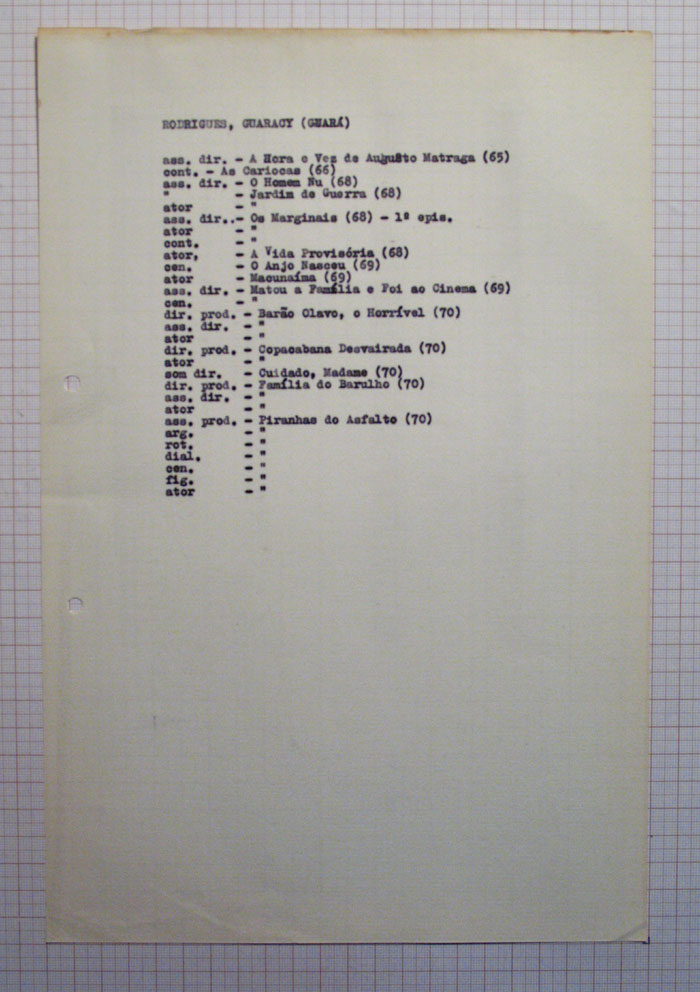 RODRIGUES, GUARACY (GUARÁ)
ass. dir. - A Hora e Vez de Augusto Matraga (65)
cont. - As Cariocas (66)
ass. dir. - O Homem Nu (68)
" - Jardim de Guerra (68)
ator - "
ass. dir..- Os Marginais (68) - 1º epis.
ator - "
cont. - "
ator, - A Vida Provisória (68)
cen. - O Anjo Nasceu (69)
ator - Macunaíma (69)
ass. dir. - Matou a Família e Foi ao Cinema (69)
cen. - "
dir. prod. - Barão Olavo, o Horrível (70)
ass. dir. - "
ator - "
dir. prod. - Copacabana Desvairada (70)
ator - "
som dir. - Cuidado, Madame (70)
dir. prod. - Família do Barulho (70)
ass. dir. - "
ator - "
ass. prod. - Piranhas do Asfalto (70)
arg. - "
rot. - "
dial. - "
cen. - "
fig. - "
ator - "